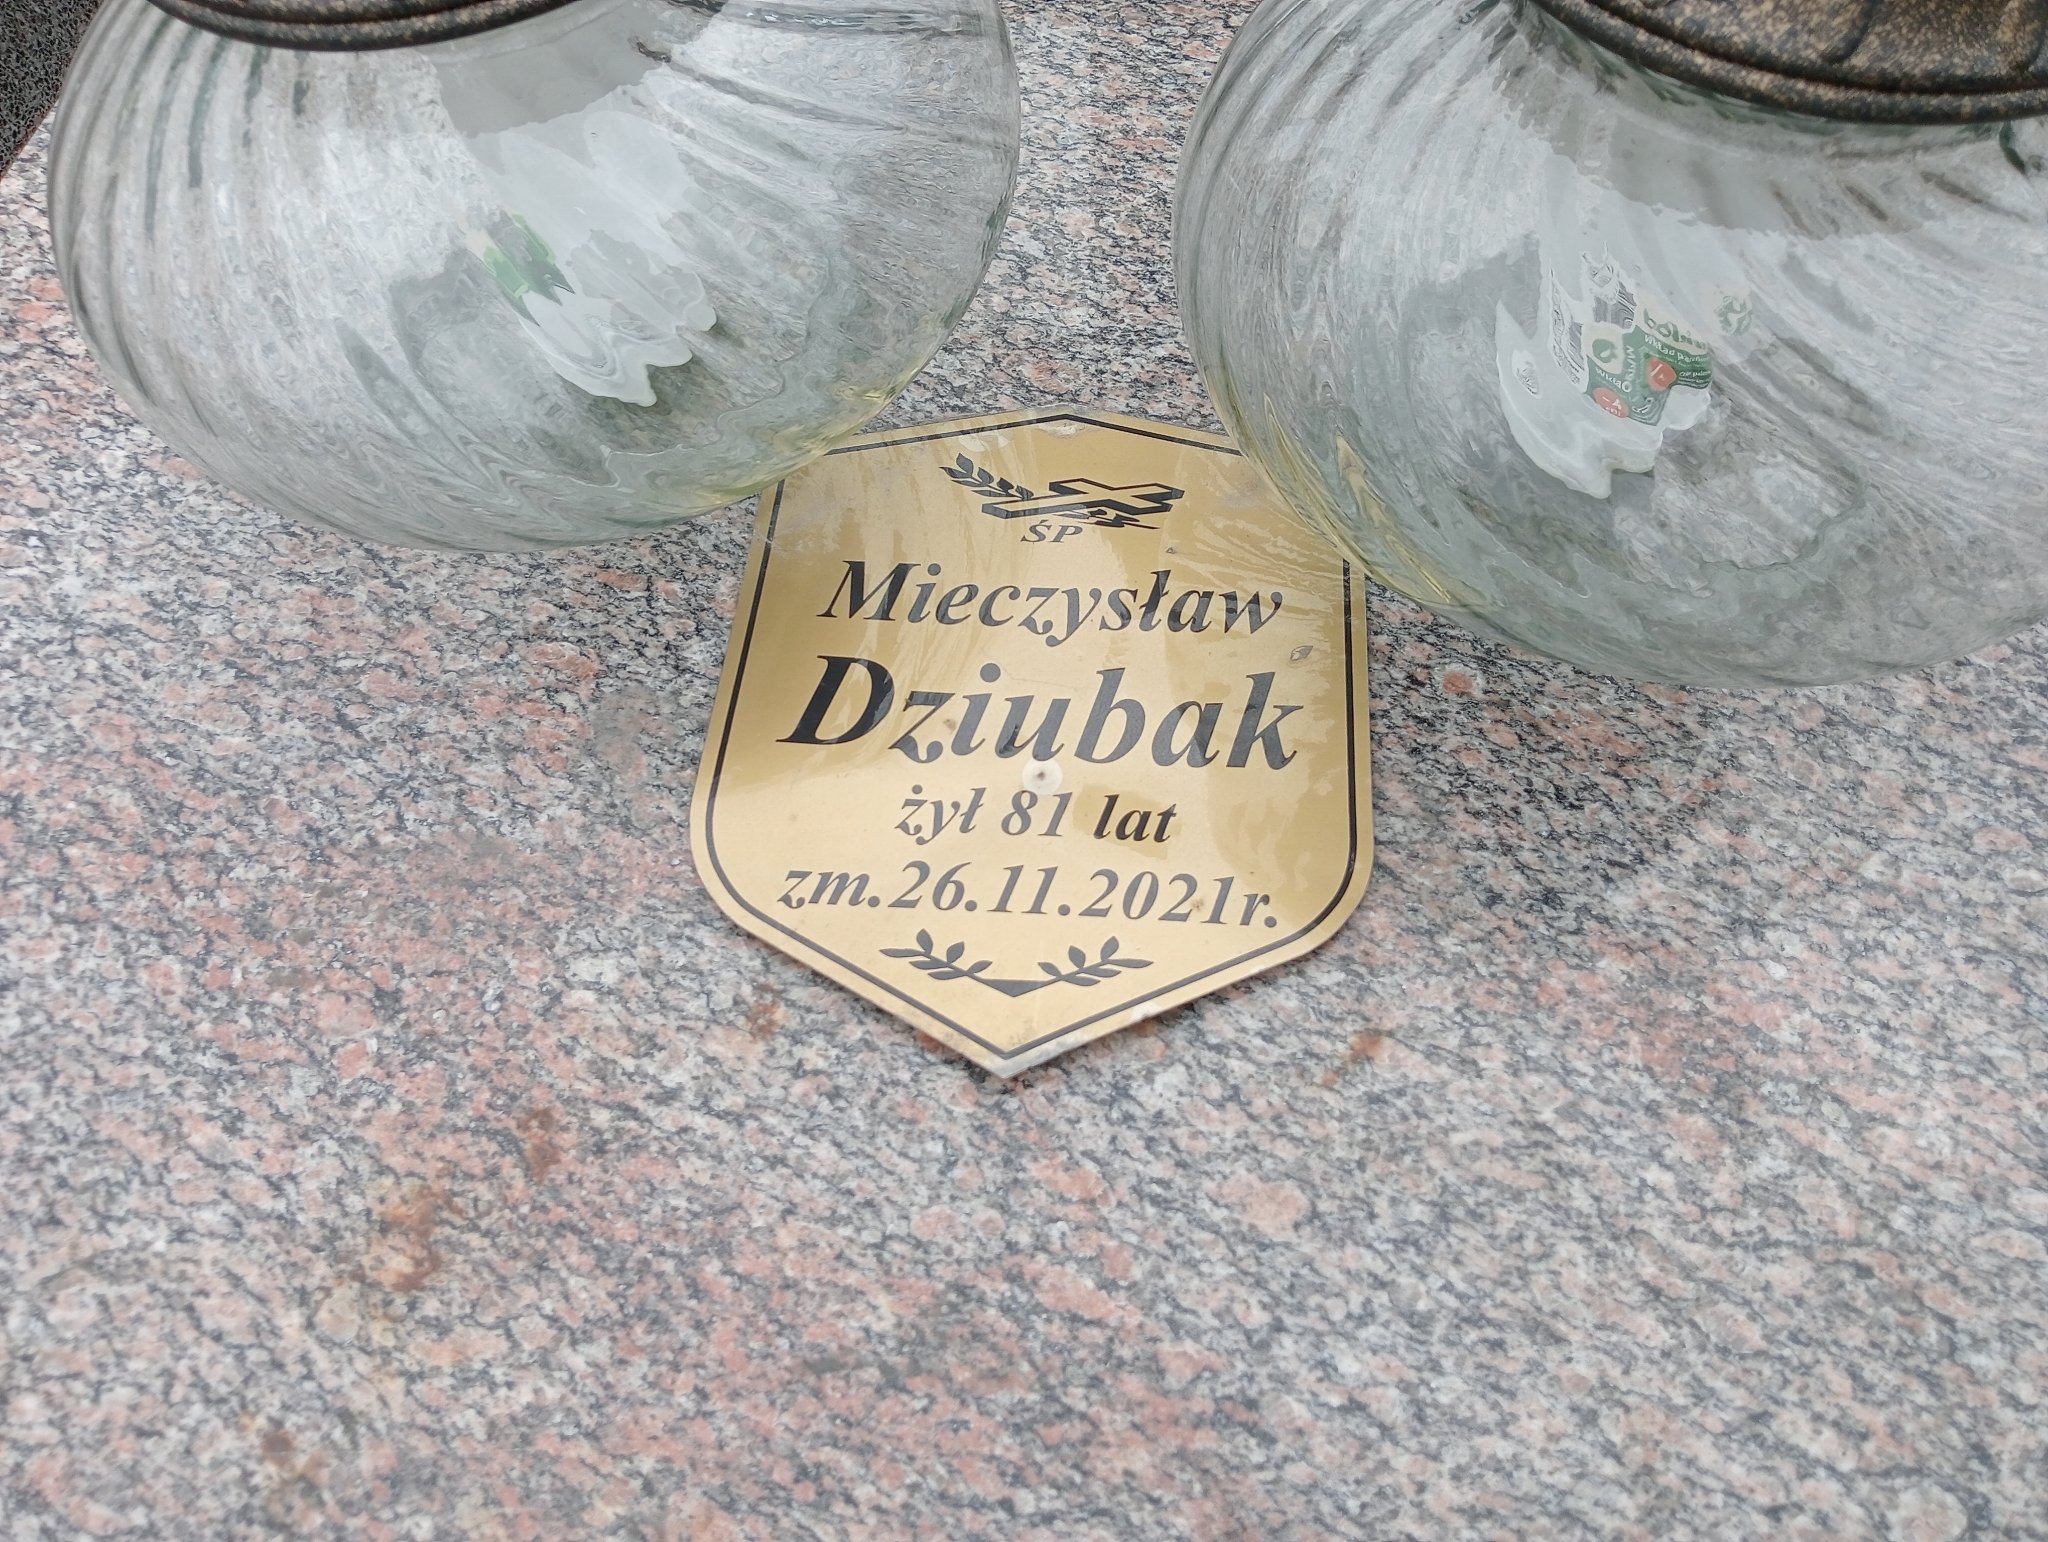 ŚP
Mieczysław
Dziubak
żył 81 lat
zm.26.11.2021r.